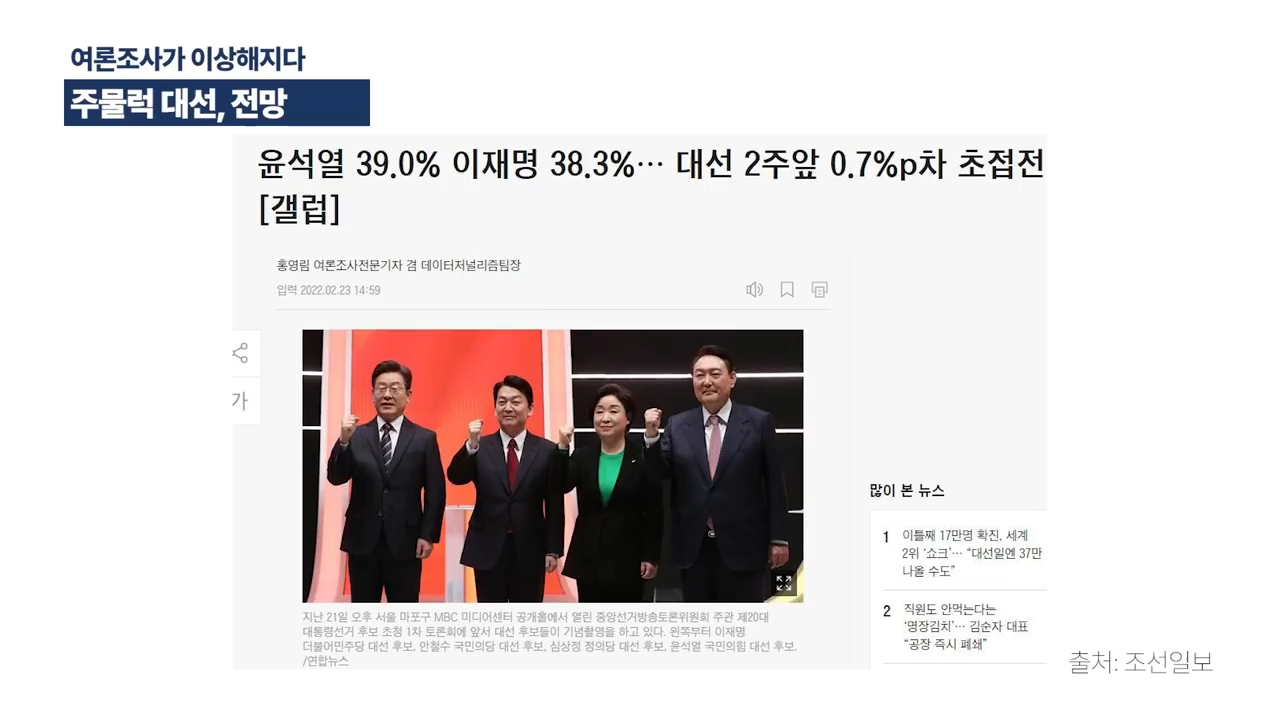 여론조사가 이상해지다
주물럭 대선, 전망
윤석열 39.0% 이재명 38.3%… 대선 2주앞 0.7%p차 초접전
[갤럽]
홍영림 여론조사전문기자 겸 데이터저널리즘팀장
입력 2022.02.23 14:59
가
지난 21일 오후 서울 마포구 MBC 미디어센터 공개홀에서 열린 중앙선거방송토론위원회 주관 제20대
대통령선거 후보 초청 1차 토론회에 앞서 대선 후보들이 기념촬영을 하고 있다. 왼쪽부터 이재명
더불어민주당 대선 후보, 안철수 국민의당 대선 후보, 심상정 정의당 대선 후보, 윤석열 국민의힘 대선 후보.
/연합뉴스
많이 본 뉴스
1 이틀째 17만명 확진, 세계
2위 ‘쇼크’… “대선일엔 37만
나올 수도”
2 직원도 안먹는다는
‘명장김치’… 김순자 대표
“공장 즉시 폐쇄”
출처: 조선일보